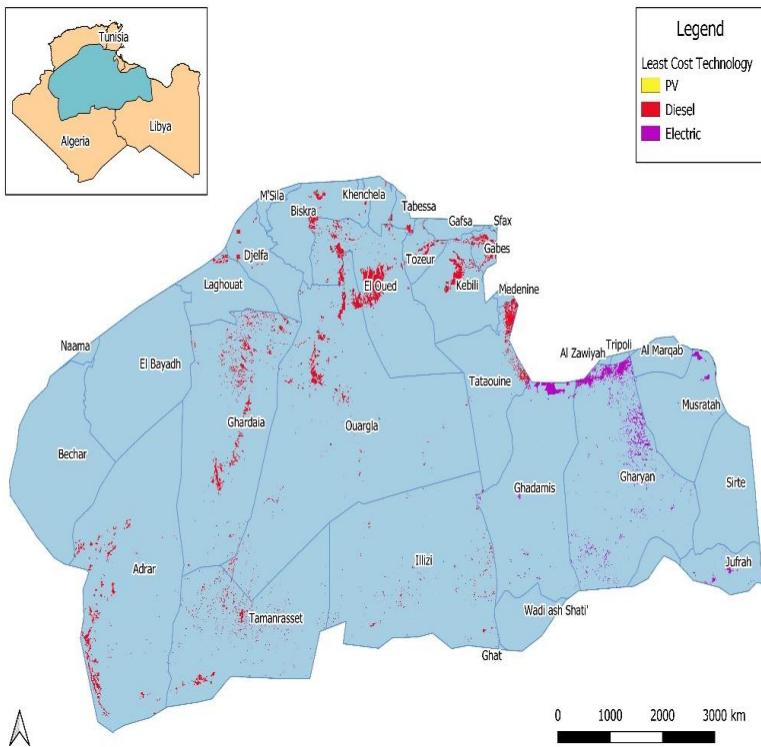 Tunisia
Algeria
Libya
Legend
Least Cost Technology
PV
Diesel
Electric
M'Sila
Khenchela
Biskra
Tabessa
Gafsa
Sfax
Djelfa
Tozeur
Gabes
Laghouat
El Oued
Kebili
Medenine
Naama
El Bayadh
Al Zawiyah
Tripoli
Al Marqab
Tataouine
Musratah
Ghardaia
Ouargla
Bechar
Ghadamis
Gharyan
Sirte
Adrar
Illizi
Jufrah
Tamanrasset
Wadi ash Shati'
Ghat
0 1000 2000 3000 km